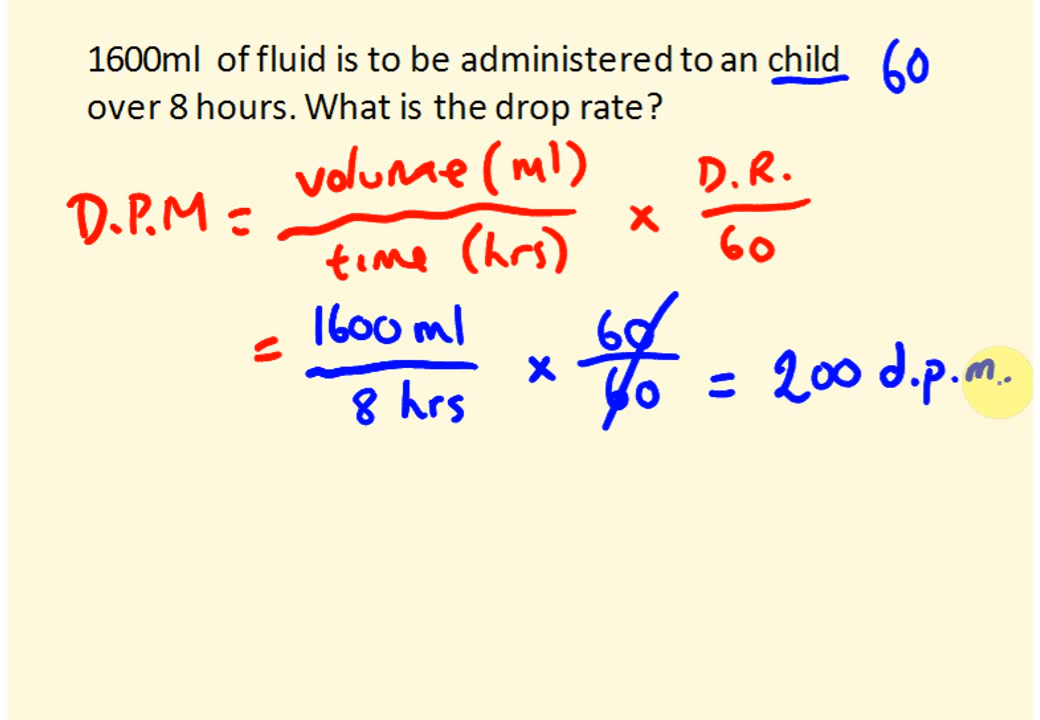 1600ml of fluid is to be administered to an child 60
over 8 hours. What is the drop rate?
D.P.M = volume (ml) / time (hrs) x D.R. / 60
= 1600 ml / 8 hrs x 60 / 60 = 200 d.p.m.